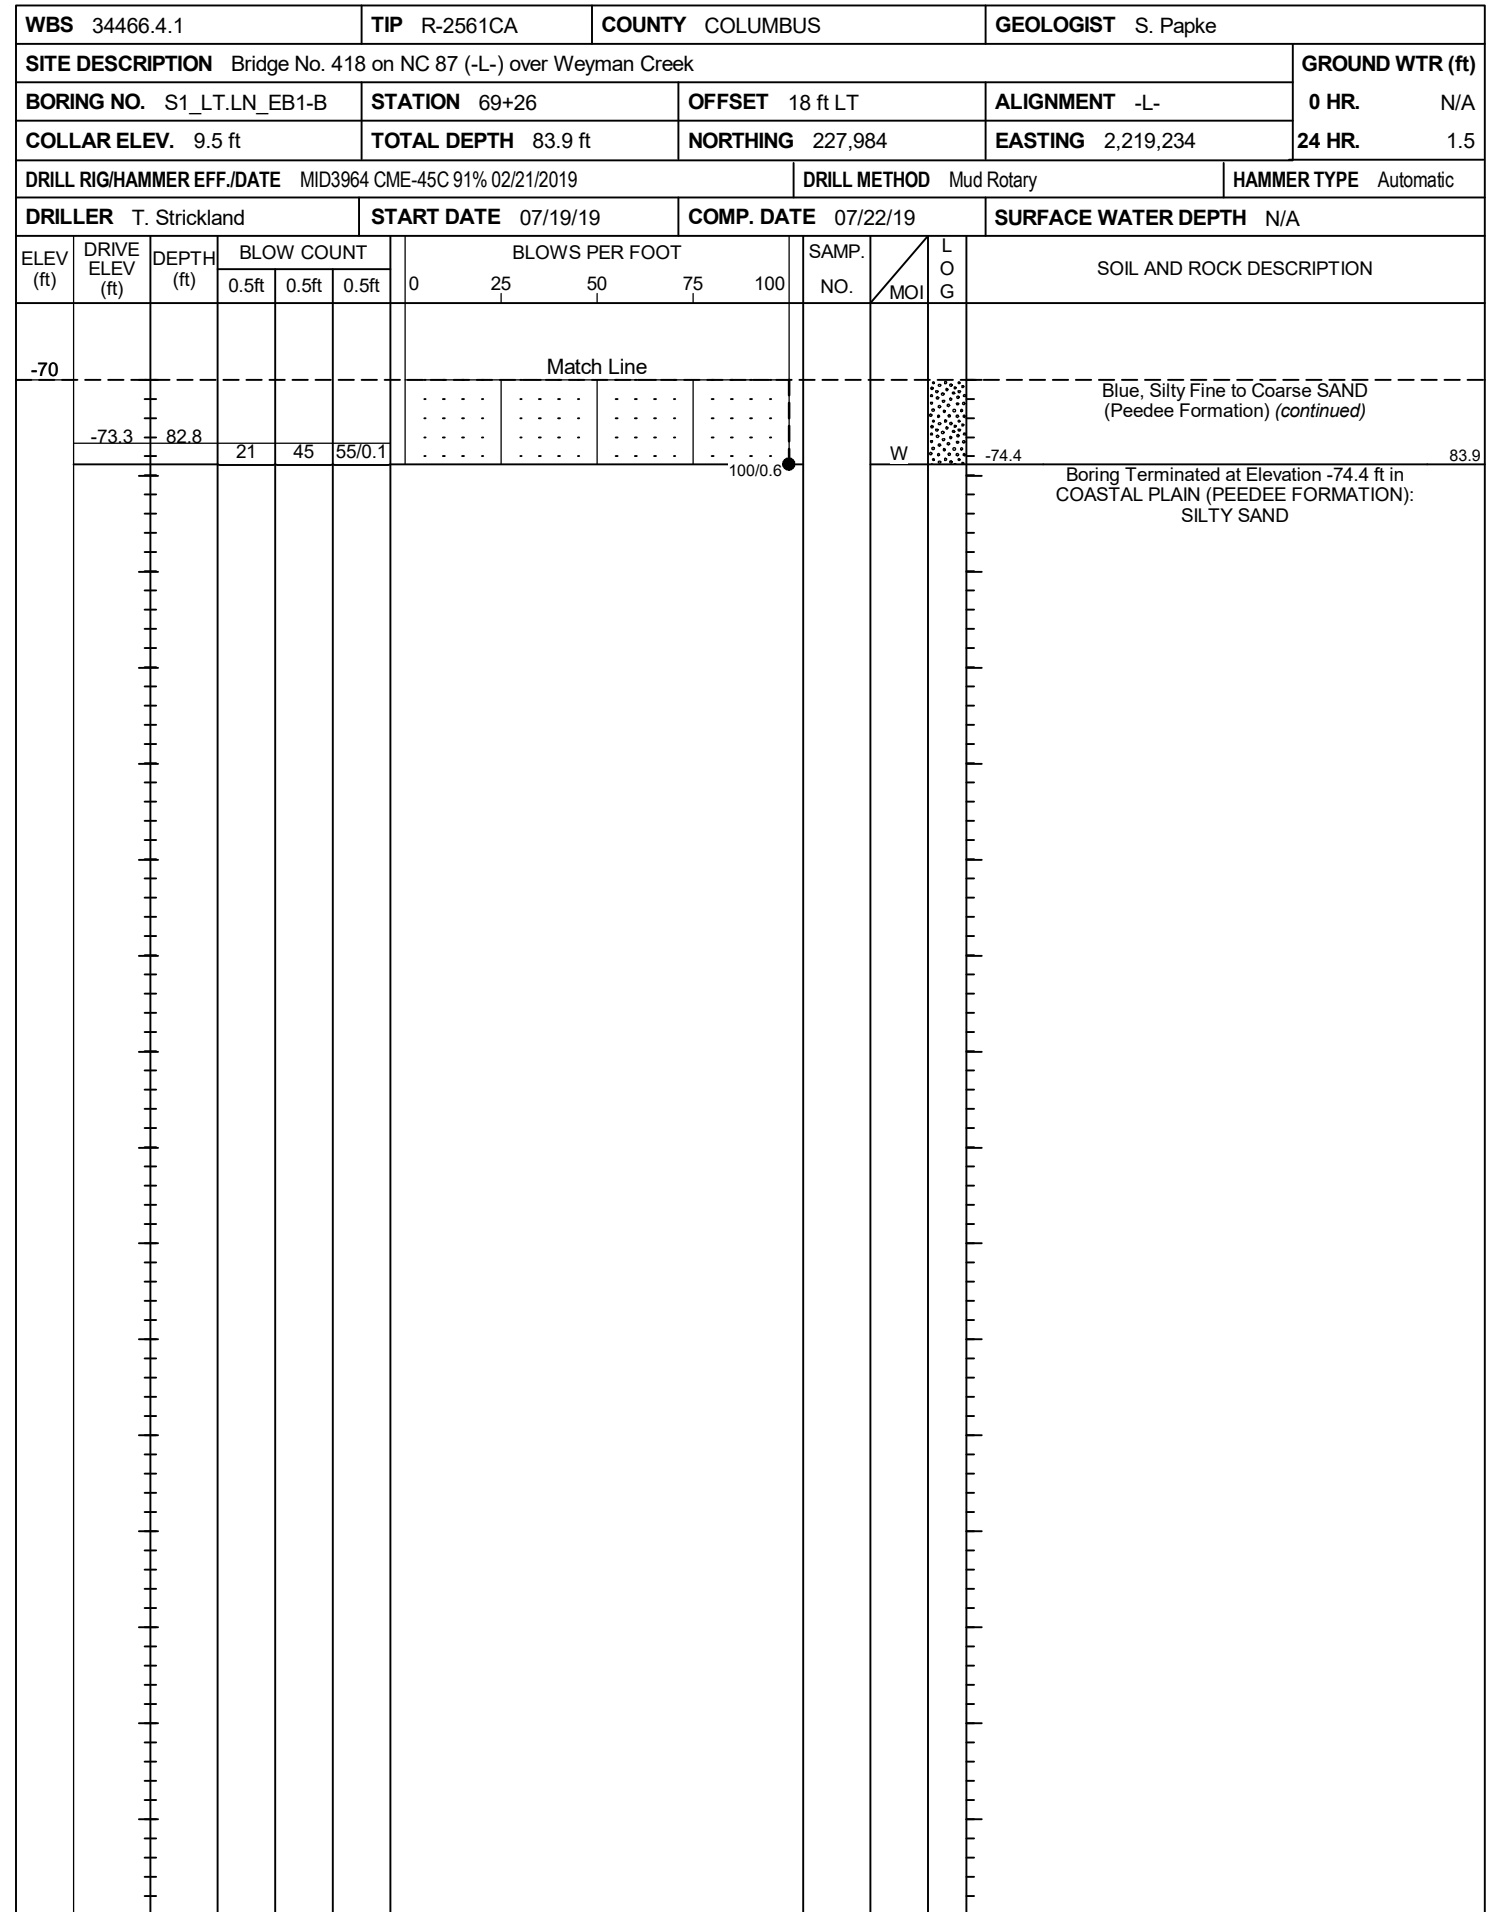 WBS 34466.4.1 TIP R-2561CA COUNTY COLUMBUS GEOLOGIST S. Papke
SITE DESCRIPTION Bridge No. 418 on NC 87 (-L-) over Weyman Creek GROUND WTR (ft)
BORING NO. S1_LT.LN_EB1-B STATION 69+26 OFFSET 18 ft LT ALIGNMENT -L- 0 HR. N/A
COLLAR ELEV. 9.5 ft TOTAL DEPTH 83.9 ft NORTHING 227,984 EASTING 2,219,234 24 HR. 1.5
DRILL RIG/HAMMER EFF./DATE MID3964 CME-45C 91% 02/21/2019 DRILL METHOD Mud Rotary HAMMER TYPE Automatic
DRILLER T. Strickland START DATE 07/19/19 COMP. DATE 07/22/19 SURFACE WATER DEPTH N/A
ELEV (ft) DRIVE ELEV (ft) DEPTH (ft) BLOW COUNT BLOWS PER FOOT SAMP. NO. MOI LOG SOIL AND ROCK DESCRIPTION
0.5ft 0.5ft 0.5ft 0 25 50 75 100
-70 Match Line
Blue, Silty Fine to Coarse SAND
(Peedee Formation) (continued)
-73.3 82.8
21 45 55/0.1 W -74.4 83.9
100/0.6
Boring Terminated at Elevation -74.4 ft in
COASTAL PLAIN (PEEDEE FORMATION):
SILTY SAND